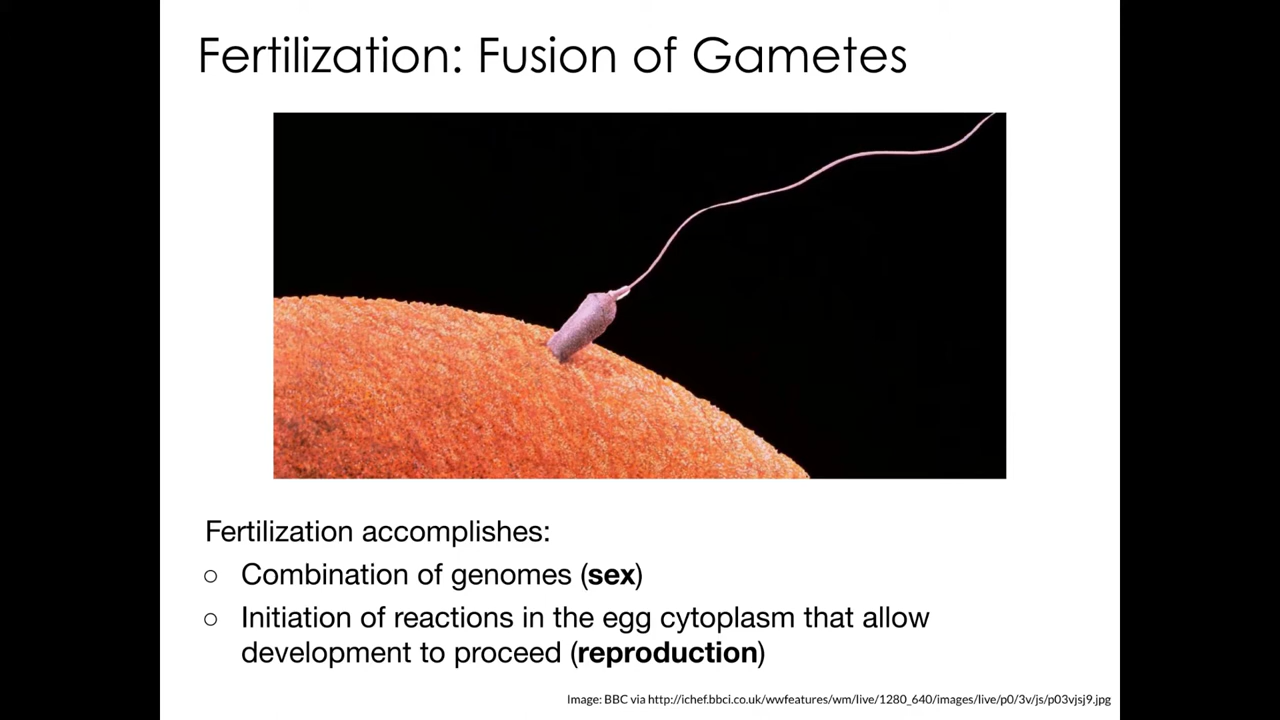 Fertilization: Fusion of Gametes
Fertilization accomplishes:
○ Combination of genomes (sex)
○ Initiation of reactions in the egg cytoplasm that allow
development to proceed (reproduction)
Image: BBC via http://ichef.bbci.co.uk/wwfeatures/wm/live/1280_640/images/live/p0/3v/js/p03vjsj9.jpg